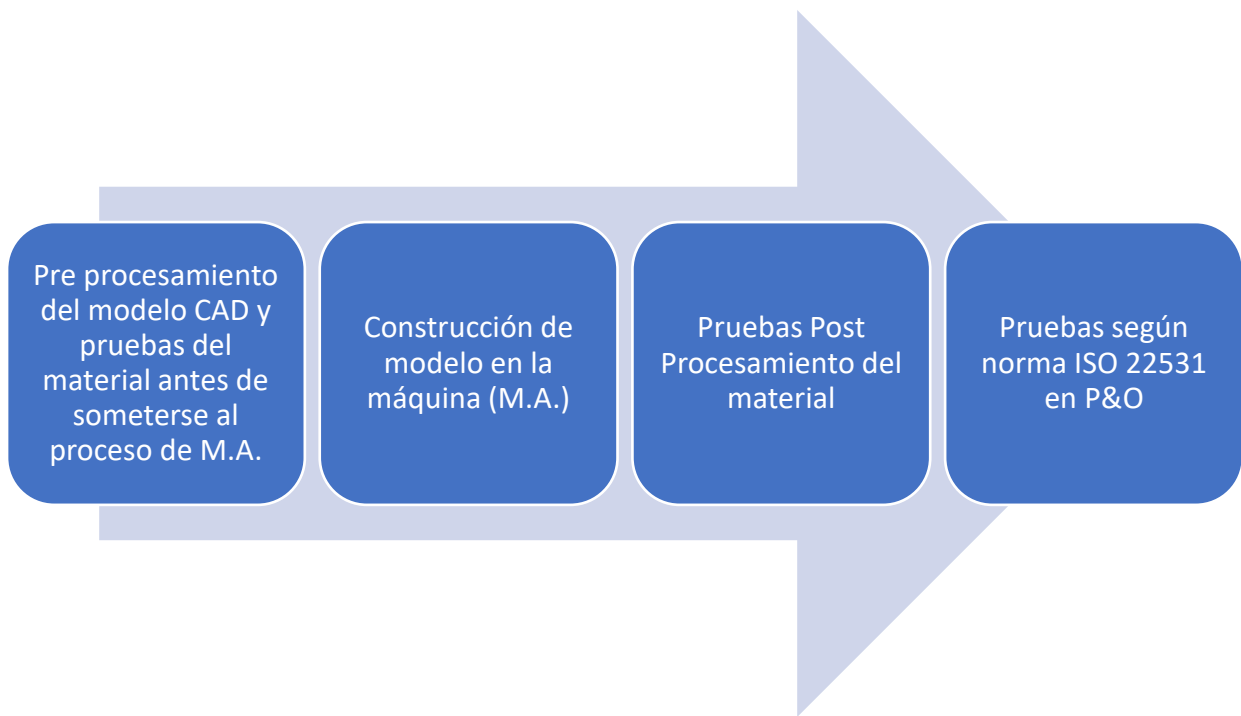 Pre procesamiento
del modelo CAD y
pruebas del
material antes de
someterse al
proceso de M.A.
Construcción de
modelo en la
máquina (M.A.)
Pruebas Post
Procesamiento del
material
Pruebas según
norma ISO 22531
en P&O